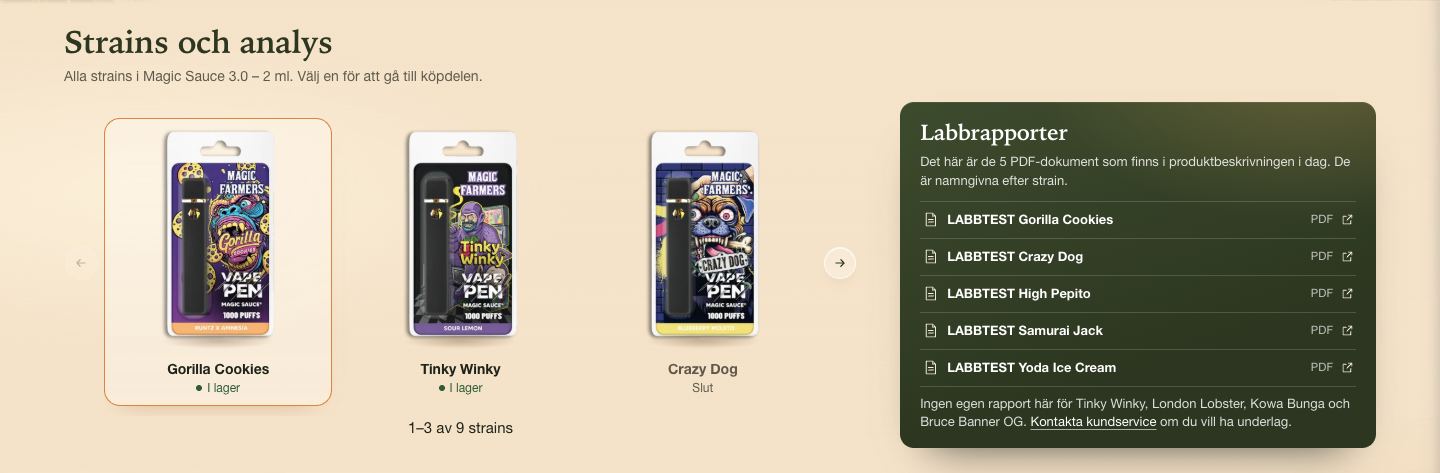 Strains och analys
Alla strains i Magic Sauce 3.0 – 2 ml. Välj en för att gå till köpdelen.
MAGIC
FARMERS
Gorilla
COOKIES
VAPE
PEN
MAGIC SAUCE
1000 PUFFS
RUNTZ X AMNESIA
Gorilla Cookies
I lager
MAGIC
FARMERS
Tinky
Winky
VAPE
PEN
MAGIC SAUCE
1000 PUFFS
SOUR LEMON
Tinky Winky
I lager
MAGIC
FARMERS
CRAZY DOG
VAPE
PEN
MAGIC SAUCE
1000 PUFFS
BLUEBERRY MOJITO
Crazy Dog
Slut
1–3 av 9 strains
Labbrapporter
Det här är de 5 PDF-dokument som finns i produktbeskrivningen i dag. De
är namngivna efter strain.
LABBTEST Gorilla Cookies PDF
LABBTEST Crazy Dog PDF
LABBTEST High Pepito PDF
LABBTEST Samurai Jack PDF
LABBTEST Yoda Ice Cream PDF
Ingen egen rapport här för Tinky Winky, London Lobster, Kowa Bunga och
Bruce Banner OG. Kontakta kundservice om du vill ha underlag.